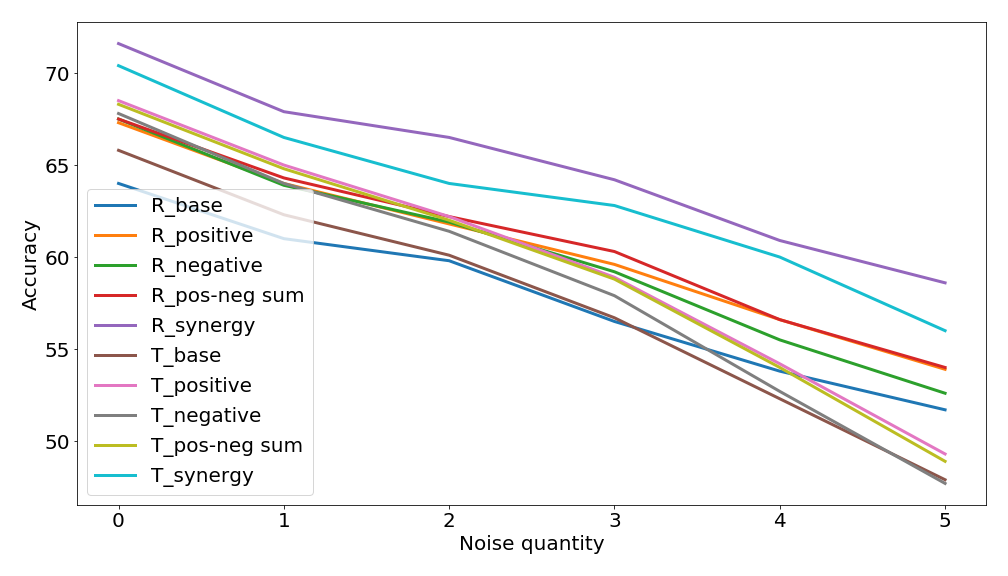 70
65
60
55
50
Accuracy
R_base
R_positive
R_negative
R_pos-neg sum
R_synergy
T_base
T_positive
T_negative
T_pos-neg sum
T_synergy
0 1 2 3 4 5
Noise quantity